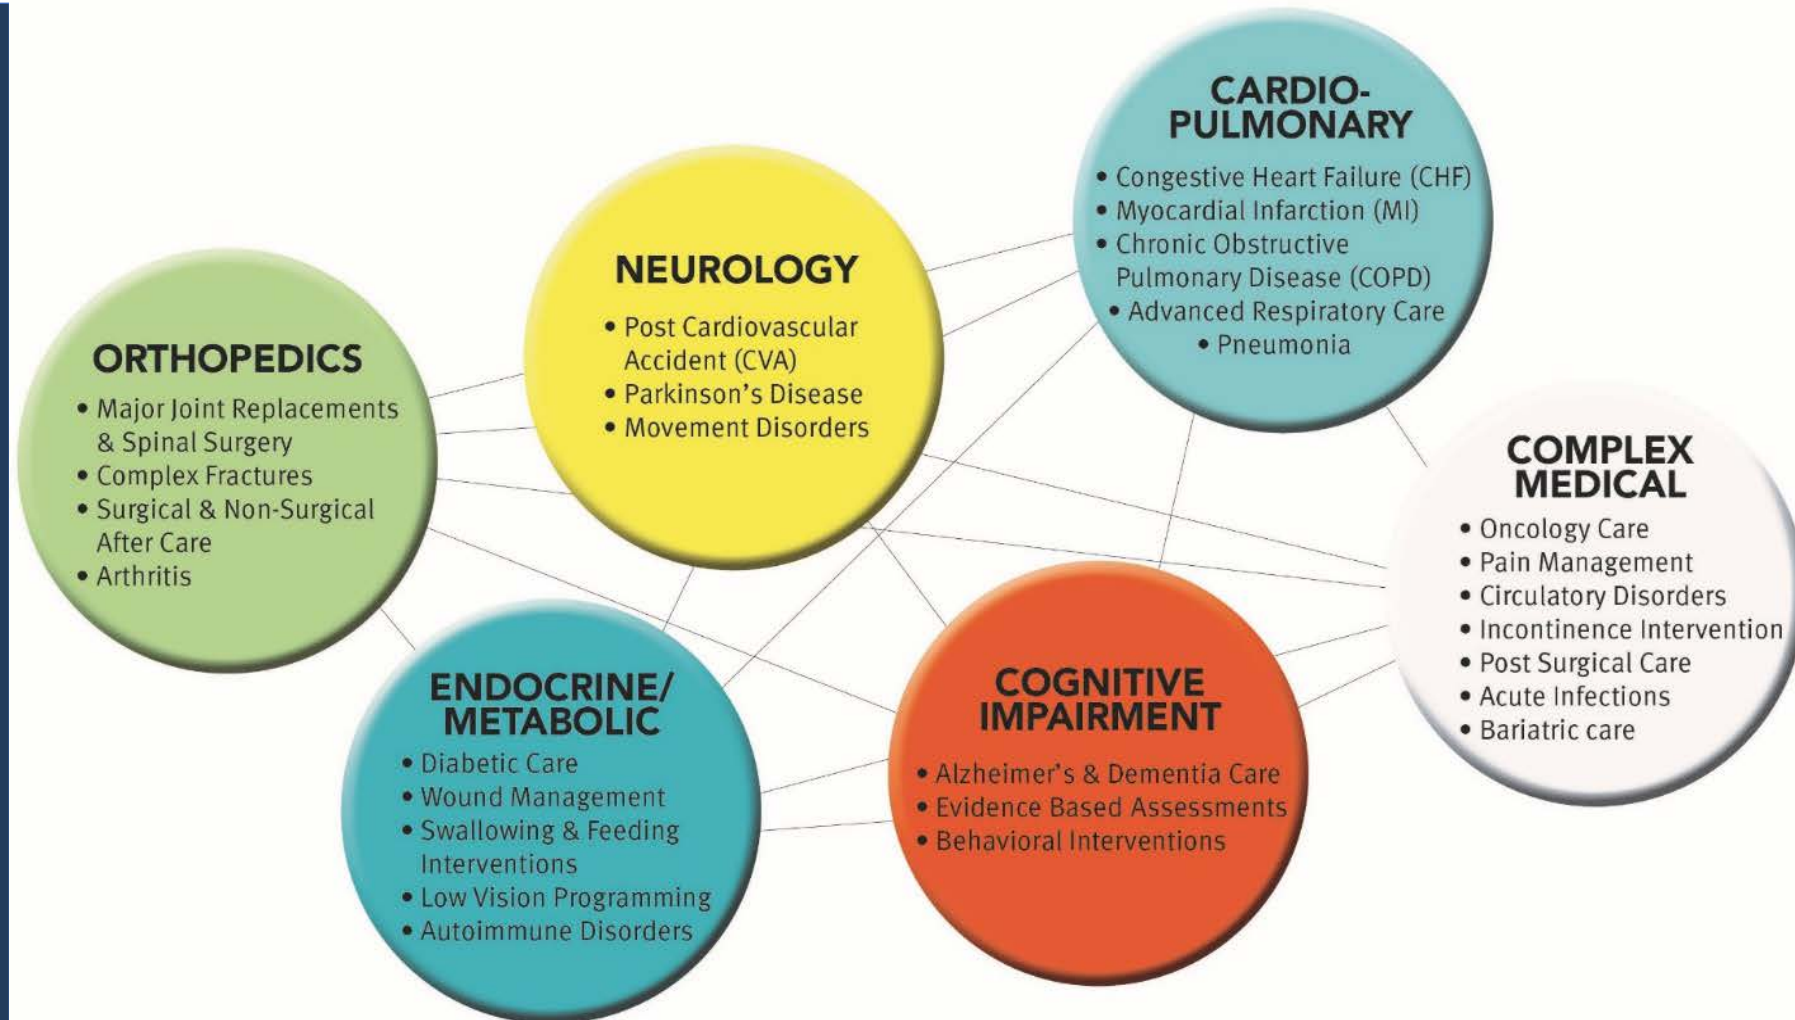 ORTHOPEDICS
• Major Joint Replacements
& Spinal Surgery
• Complex Fractures
• Surgical & Non-Surgical
After Care
• Arthritis
NEUROLOGY
• Post Cardiovascular
Accident (CVA)
• Parkinson’s Disease
• Movement Disorders
CARDIO-
PULMONARY
• Congestive Heart Failure (CHF)
• Myocardial Infarction (MI)
• Chronic Obstructive
Pulmonary Disease (COPD)
• Advanced Respiratory Care
• Pneumonia
ENDOCRINE/
METABOLIC
• Diabetic Care
• Wound Management
• Swallowing & Feeding
Interventions
• Low Vision Programming
• Autoimmune Disorders
COGNITIVE
IMPAIRMENT
• Alzheimer’s & Dementia Care
• Evidence Based Assessments
• Behavioral Interventions
COMPLEX
MEDICAL
• Oncology Care
• Pain Management
• Circulatory Disorders
• Incontinence Intervention
• Post Surgical Care
• Acute Infections
• Bariatric care